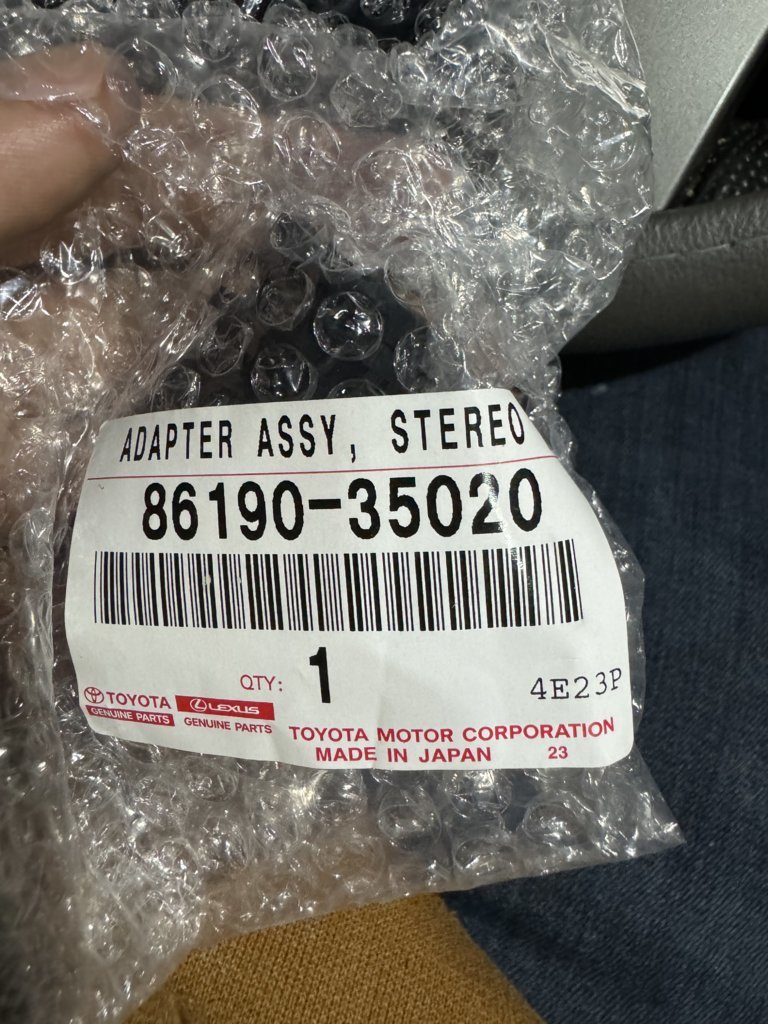 ADAPTER ASSY, STEREO
86190-35020
QTY: 1
4E23P
TOYOTA
GENUINE PARTS
LEXUS
GENUINE PARTS
TOYOTA MOTOR CORPORATION
MADE IN JAPAN 23